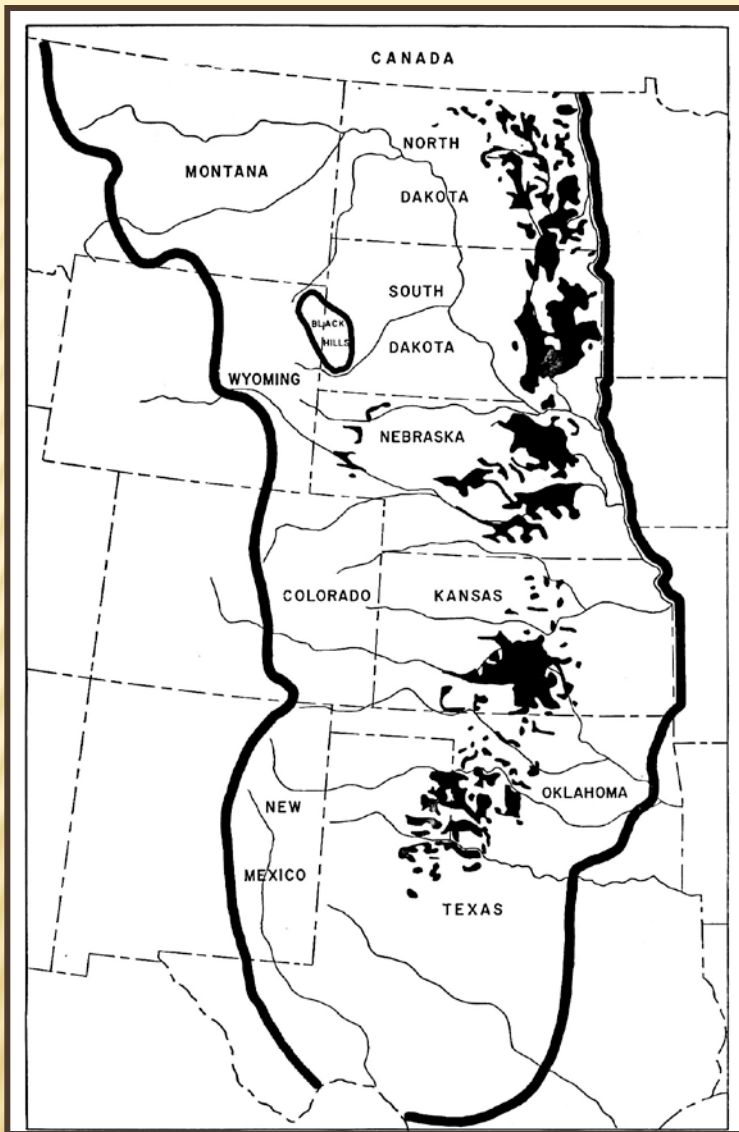 CANADA
NORTH
MONTANA
DAKOTA
SOUTH
BLACK
HILLS
DAKOTA
WYOMING
NEBRASKA
COLORADO
KANSAS
OKLAHOMA
NEW
MEXICO
TEXAS